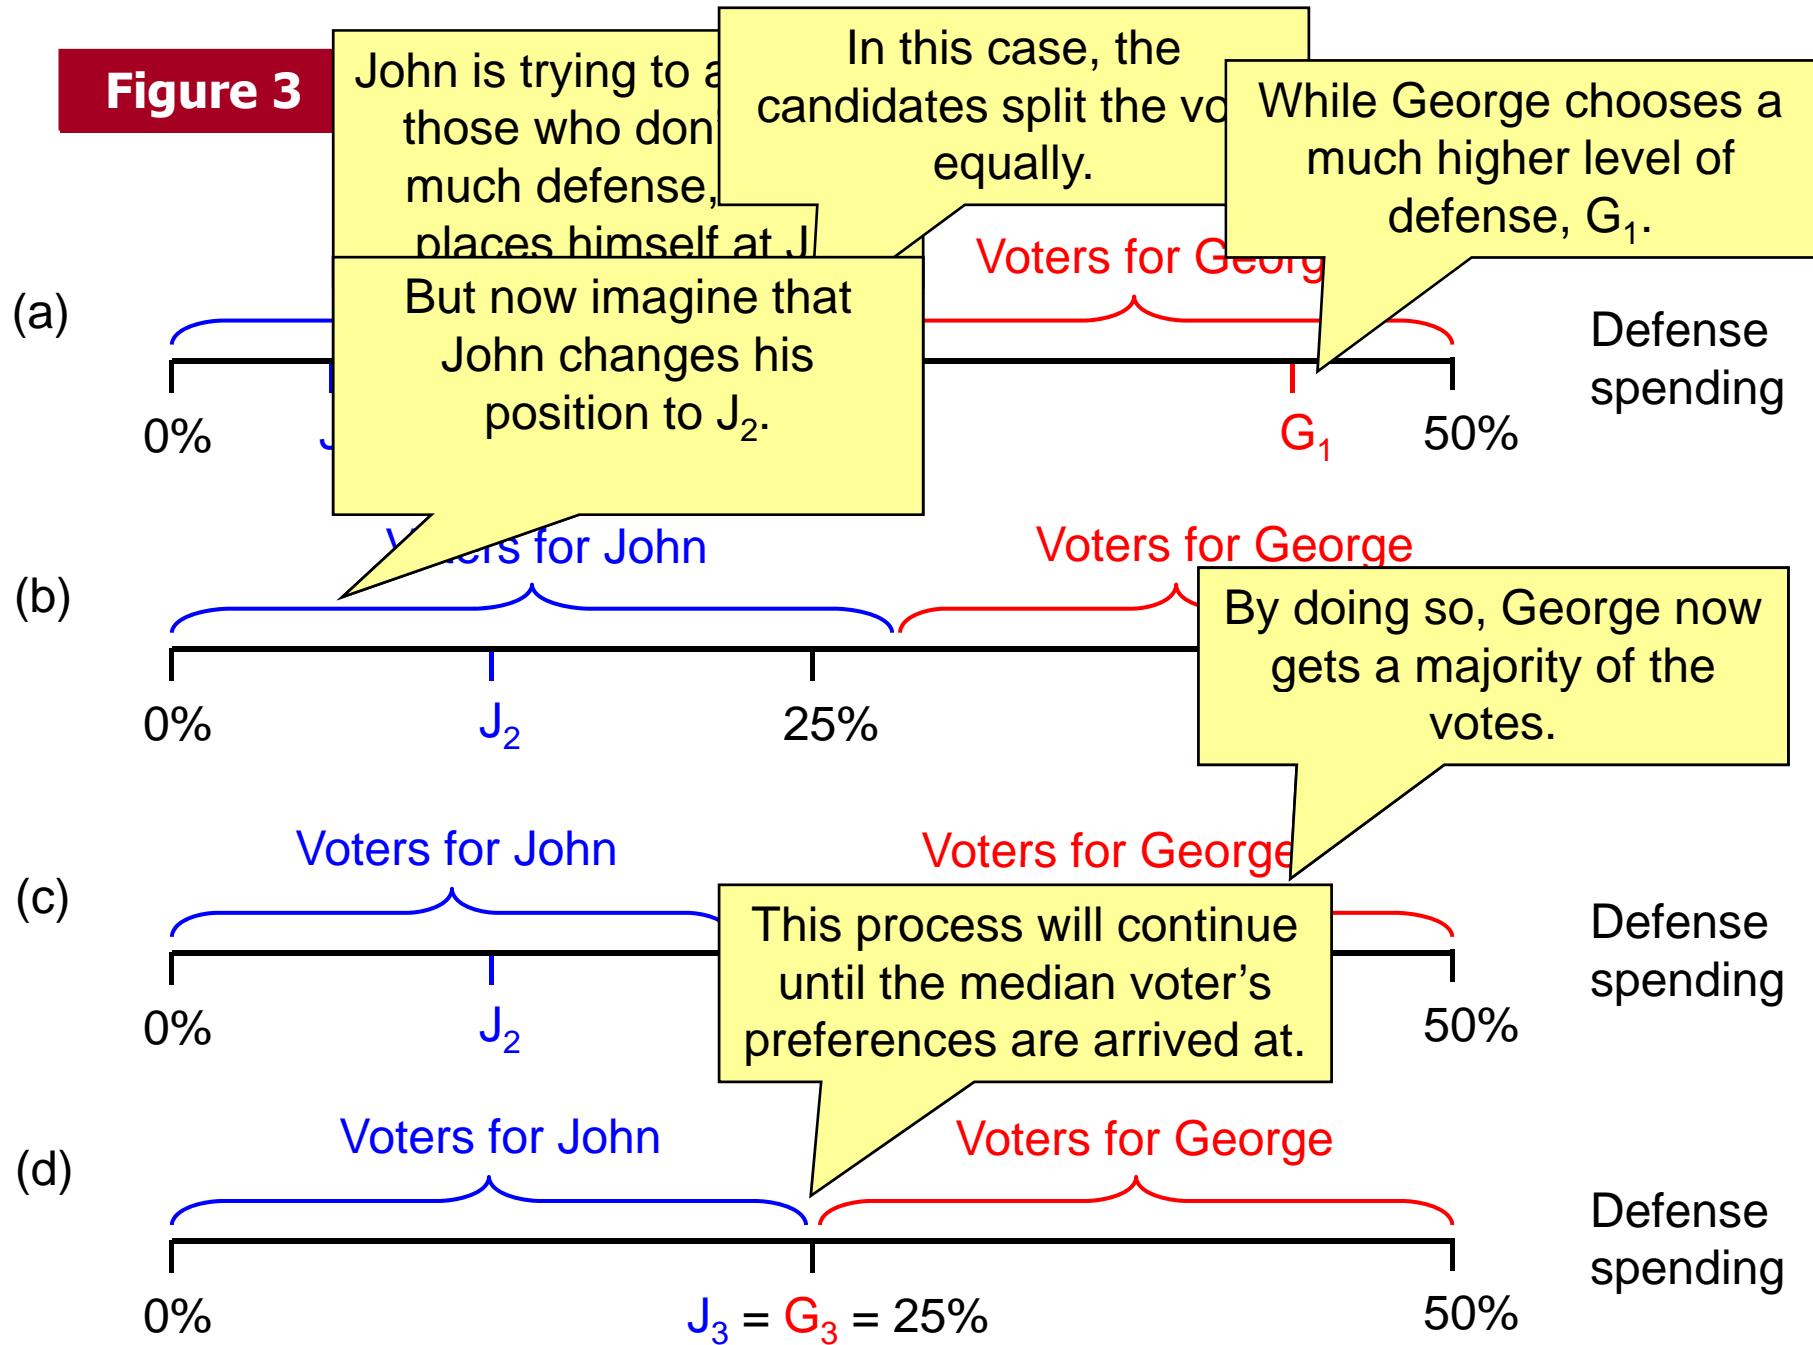 Figure 3
John is trying to
those who
much defense,
places himself at J
In this case, the
candidates split the
equally.
While George chooses a
much higher level of
defense, G₁.
But now imagine that
John changes his
position to J₂.
(a)
Voters for
Defense
spending
0%
G₁
50%
(b)
for John
Voters for George
0%
J₂
25%
By doing so, George now
gets a majority of the
votes.
(c)
Voters for John
Voters for George
Defense
spending
0%
J₂
50%
This process will continue
until the median voter’s
preferences are arrived at.
(d)
Voters for John
Voters for George
Defense
spending
0%
J₃ = G₃ = 25%
50%